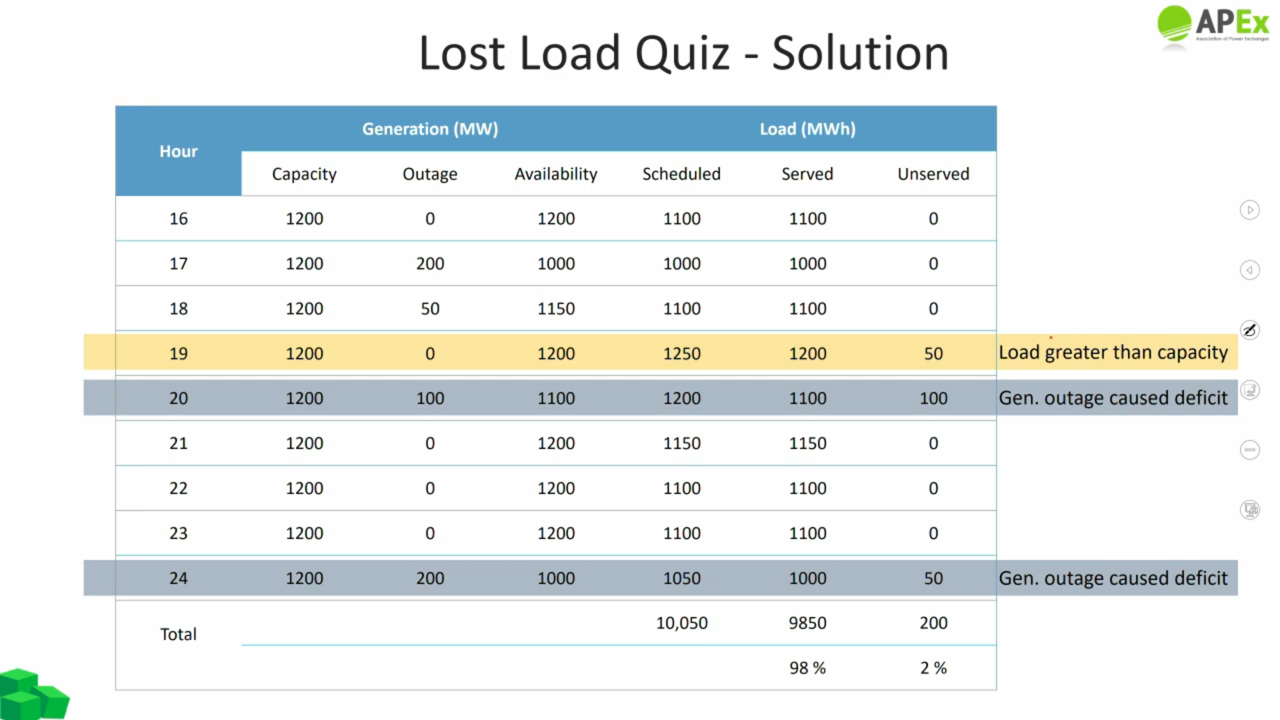 APEx
Association of Power Exchanges
Lost Load Quiz - Solution
Hour Generation (MW) Load (MWh)
Capacity Outage Availability Scheduled Served Unserved
16 1200 0 1200 1100 1100 0
17 1200 200 1000 1000 1000 0
18 1200 50 1150 1100 1100 0
19 1200 0 1200 1250 1200 50 Load greater than capacity
20 1200 100 1100 1200 1100 100 Gen. outage caused deficit
21 1200 0 1200 1150 1150 0
22 1200 0 1200 1100 1100 0
23 1200 0 1200 1100 1100 0
24 1200 200 1000 1050 1000 50 Gen. outage caused deficit
Total 10,050 9850 200
98 % 2 %